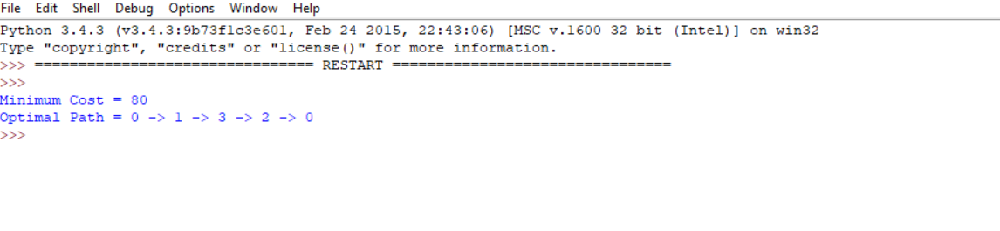 File Edit Shell Debug Options Window Help
Python 3.4.3 (v3.4.3:9b73f1c3e601, Feb 24 2015, 22:43:06) [MSC v.1600 32 bit (Intel)] on win32
Type "copyright", "credits" or "license()" for more information.
>>> ================================ RESTART ================================
>>>
Minimum Cost = 80
Optimal Path = 0 -> 1 -> 3 -> 2 -> 0
>>>